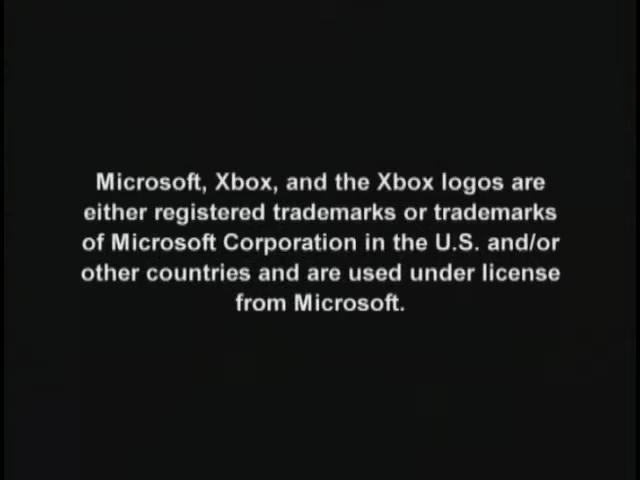 Microsoft, Xbox, and the Xbox logos are
either registered trademarks or trademarks
of Microsoft Corporation in the U.S. and/or
other countries and are used under license
from Microsoft.